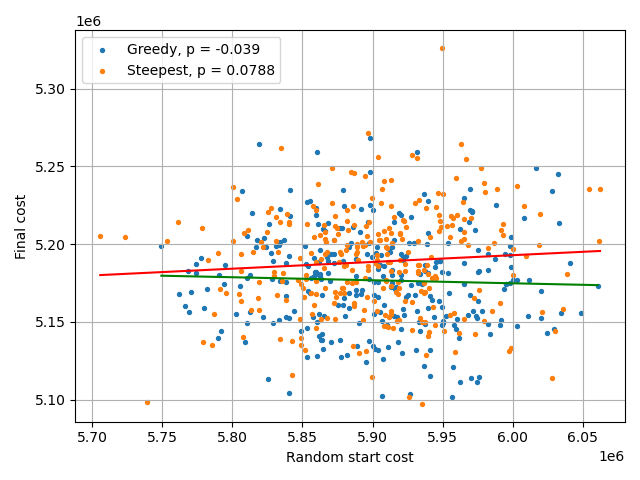 1e6
Greedy, p = -0.039
Steepest, p = 0.0788
5.30
5.25
5.20
5.15
5.10
Final cost
5.70 5.75 5.80 5.85 5.90 5.95 6.00 6.05
Random start cost
1e6